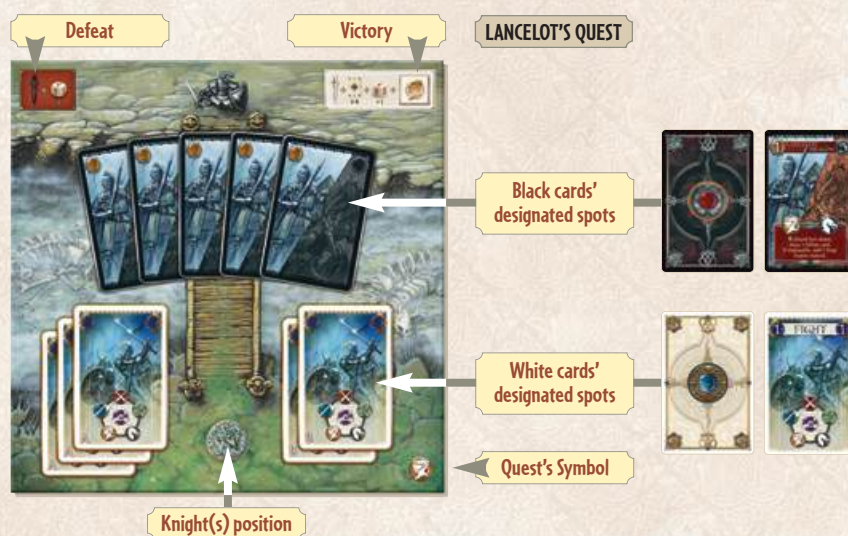 Defeat
Victory
LANCELOT'S QUEST
Black cards'
designated spots
White cards'
designated spots
FIGHT
Quest's Symbol
Knight(s) position